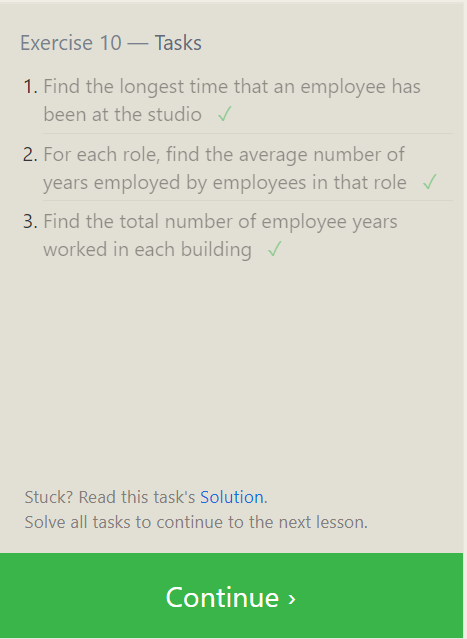 Exercise 10 — Tasks
1. Find the longest time that an employee has
been at the studio ✓
2. For each role, find the average number of
years employed by employees in that role ✓
3. Find the total number of employee years
worked in each building ✓
Stuck? Read this task's Solution.
Solve all tasks to continue to the next lesson.
Continue ›